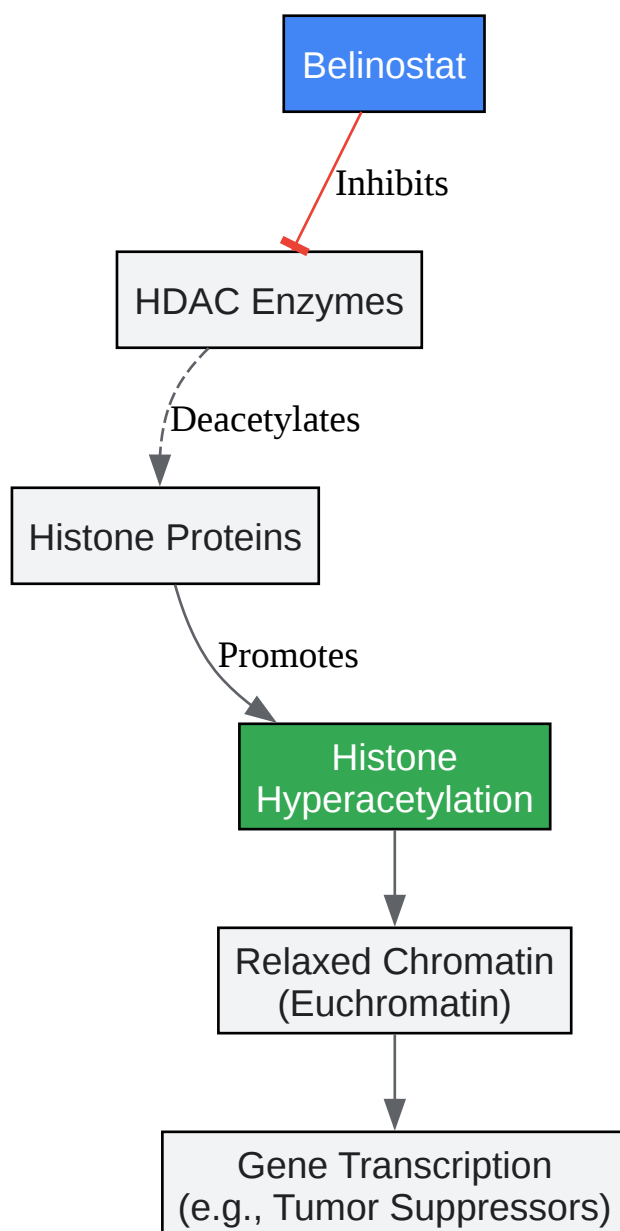 Belinostat
Inhibits
HDAC Enzymes
Deacetylates
Histone Proteins
Promotes
Histone
Hyperacetylation
Relaxed Chromatin
(Euchromatin)
Gene Transcription
(e.g., Tumor Suppressors)